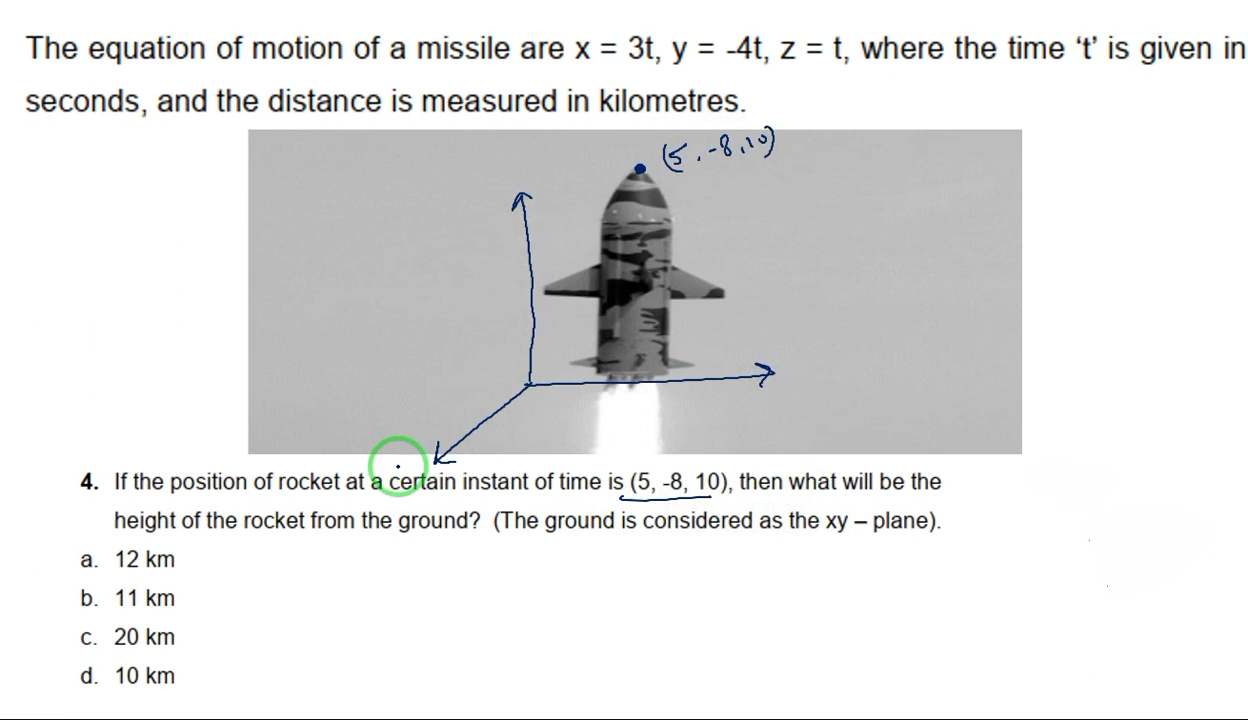 The equation of motion of a missile are x = 3t, y = -4t, z = t, where the time ‘t’ is given in
seconds, and the distance is measured in kilometres.
(5, -8, 10)
4. If the position of rocket at a certain instant of time is (5, -8, 10), then what will be the
height of the rocket from the ground? (The ground is considered as the xy – plane).
a. 12 km
b. 11 km
c. 20 km
d. 10 km